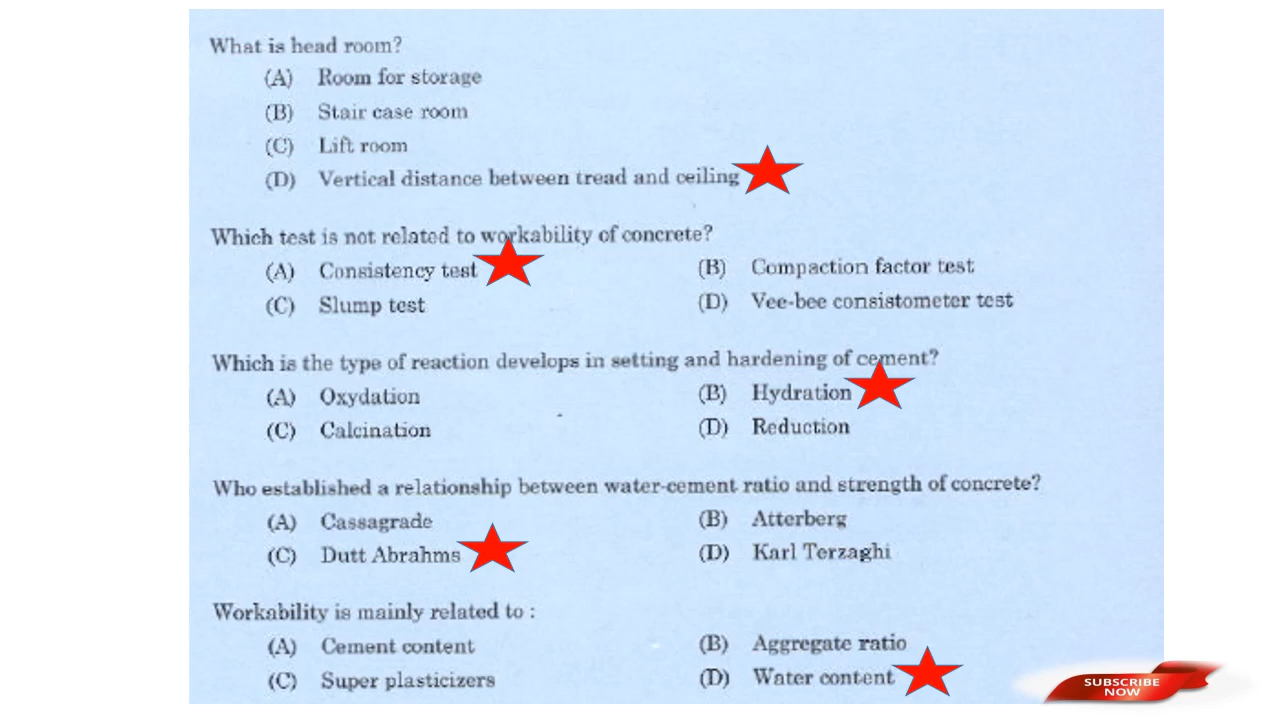 What is head room?
(A) Room for storage
(B) Stair case room
(C) Lift room
(D) Vertical distance between tread and ceiling
Which test is not related to workability of concrete?
(A) Consistency test (B) Compaction factor test
(C) Slump test (D) Vee-bee consistometer test
Which is the type of reaction develops in setting and hardening of cement?
(A) Oxydation (B) Hydration
(C) Calcination (D) Reduction
Who established a relationship between water-cement ratio and strength of concrete?
(A) Cassagrade (B) Atterberg
(C) Dutt Abrahms (D) Karl Terzaghi
Workability is mainly related to :
(A) Cement content (B) Aggregate ratio
(C) Super plasticizers (D) Water content
SUBSCRIBE
NOW